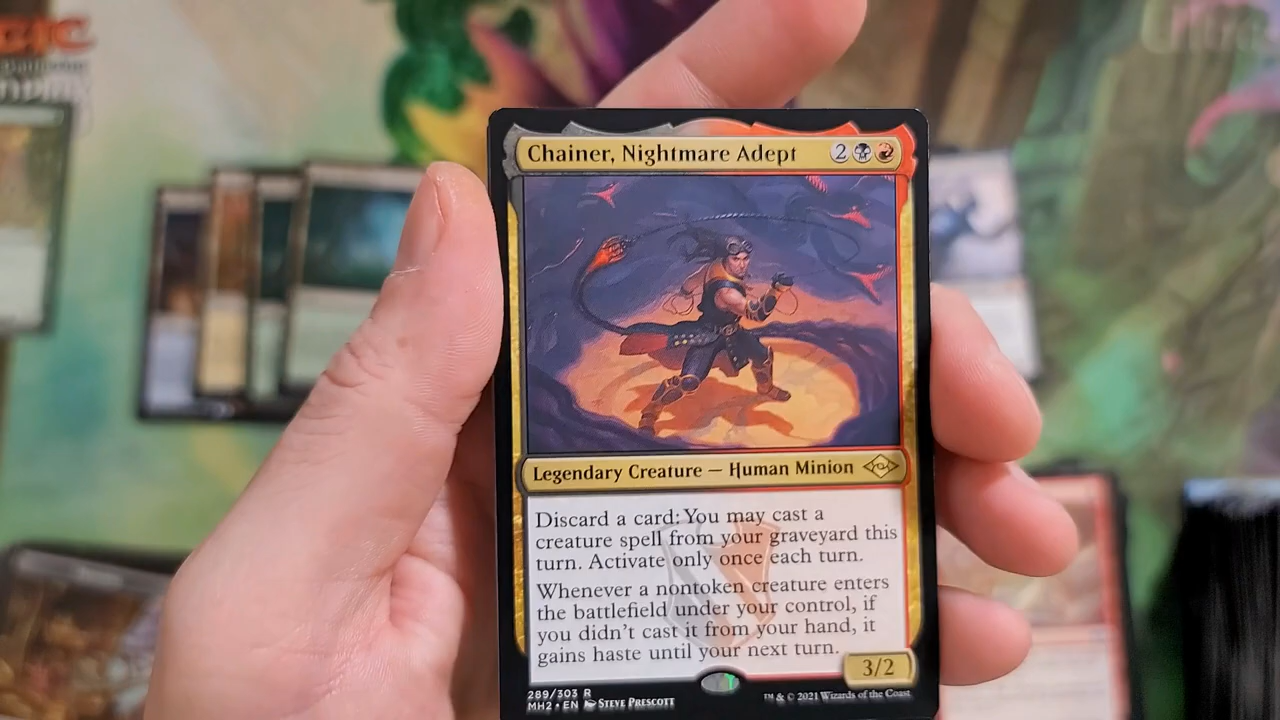 Chainer, Nightmare Adept 2
Legendary Creature — Human Minion
Discard a card: You may cast a
creature spell from your graveyard this
turn. Activate only once each turn.
Whenever a nontoken creature enters
the battlefield under your control, if
you didn't cast it from your hand, it
gains haste until your next turn.
3/2
289/303 R
MH2 • EN Steve Prescott
™ & © 2021 Wizards of the Coast